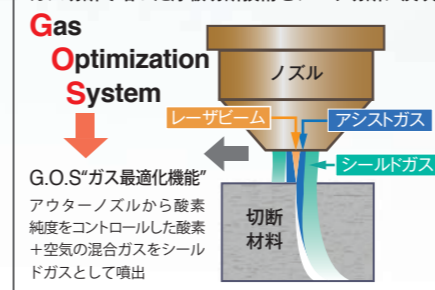 Gas
Optimization
System
G.O.S“ガス最適化機能”
アウターノズルから酸素
純度をコントロールした酸素
＋空気の混合ガスをシール
ドガスとして噴出
ノズル
レーザビーム
アシストガス
シールドガス
切断
材料